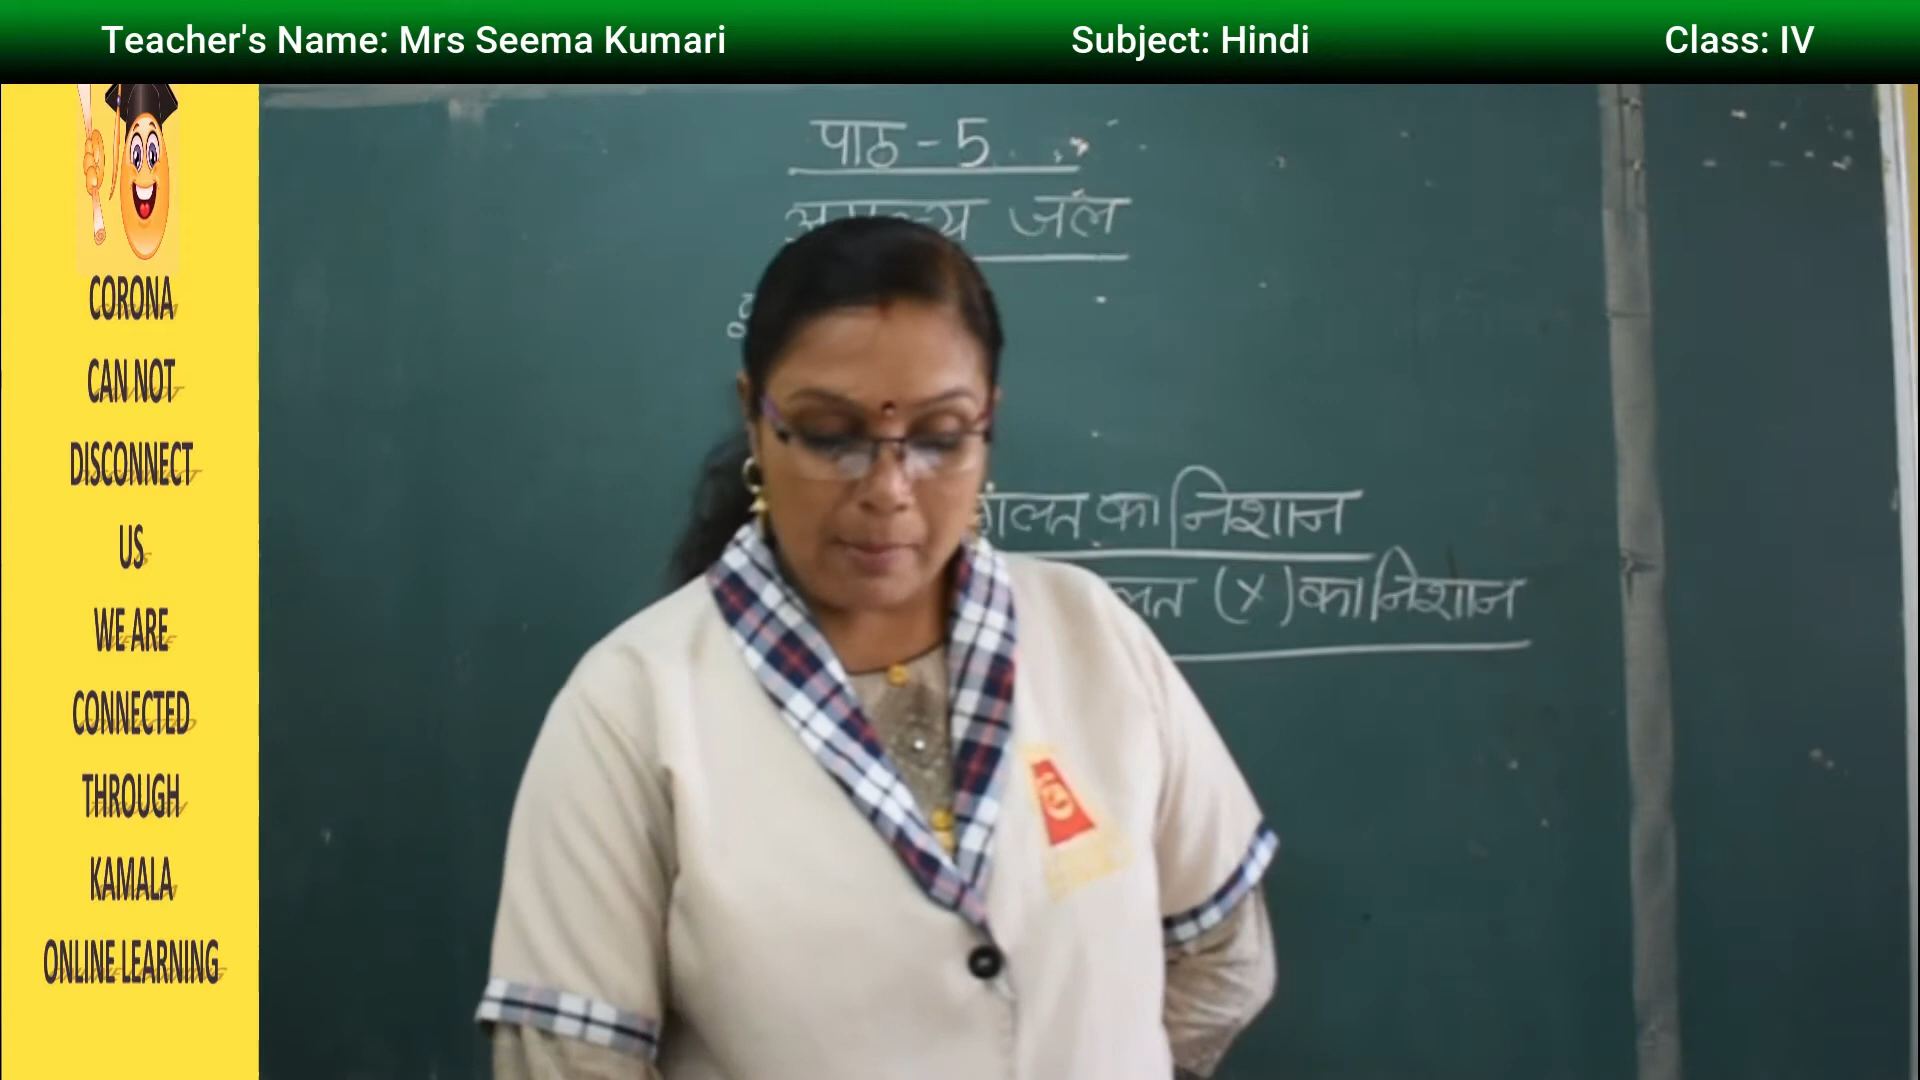 Teacher's Name: Mrs Seema Kumari Subject: Hindi Class: IV
CORONA
CAN NOT
DISCONNECT
US
WE ARE
CONNECTED
THROUGH
KAMALA
ONLINE LEARNING
पाठ - 5
जल
का निशान
(x) का निशान